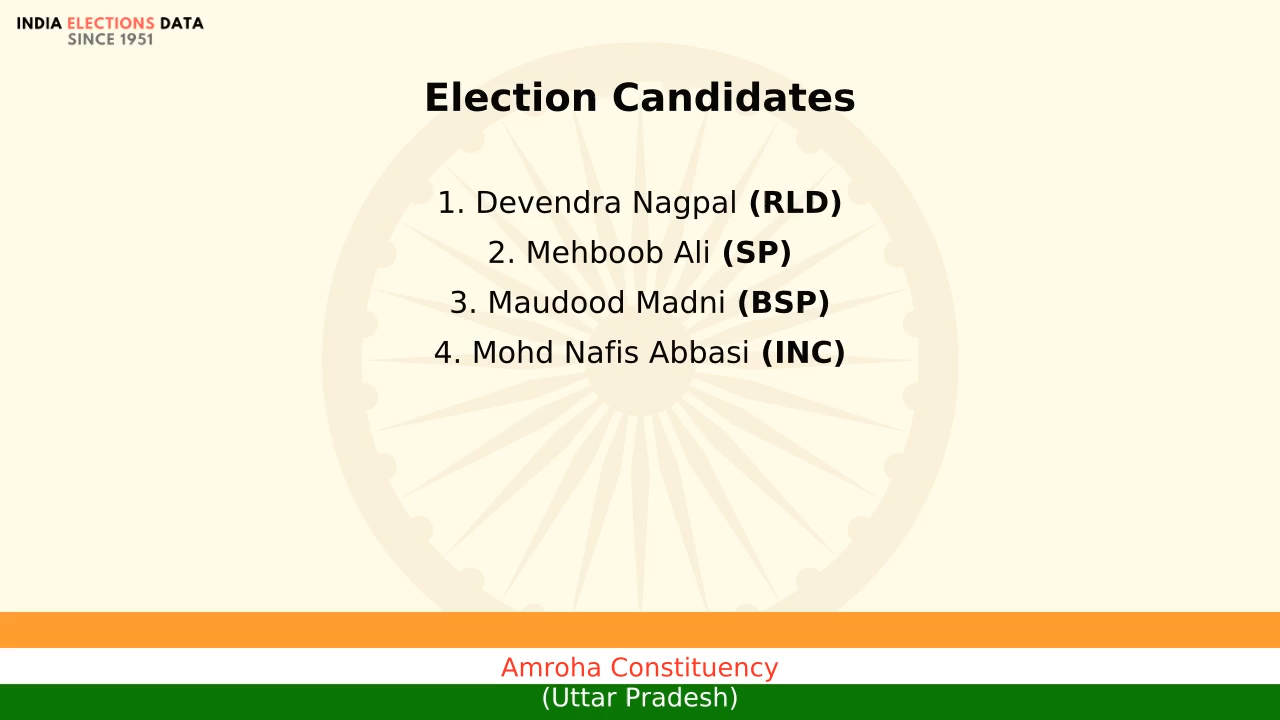 INDIA ELECTIONS DATA
SINCE 1951
Election Candidates
1. Devendra Nagpal (RLD)
2. Mehboob Ali (SP)
3. Maudood Madni (BSP)
4. Mohd Nafis Abbasi (INC)
Amroha Constituency
(Uttar Pradesh)